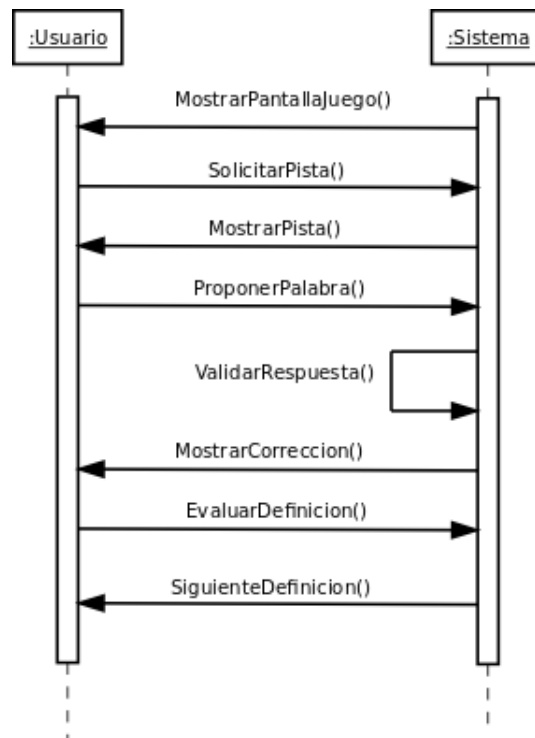 :Usuario
:Sistema
MostrarPantallaJuego()
SolicitarPista()
MostrarPista()
ProponerPalabra()
ValidarRespuesta()
MostrarCorreccion()
EvaluarDefinicion()
SiguienteDefinicion()